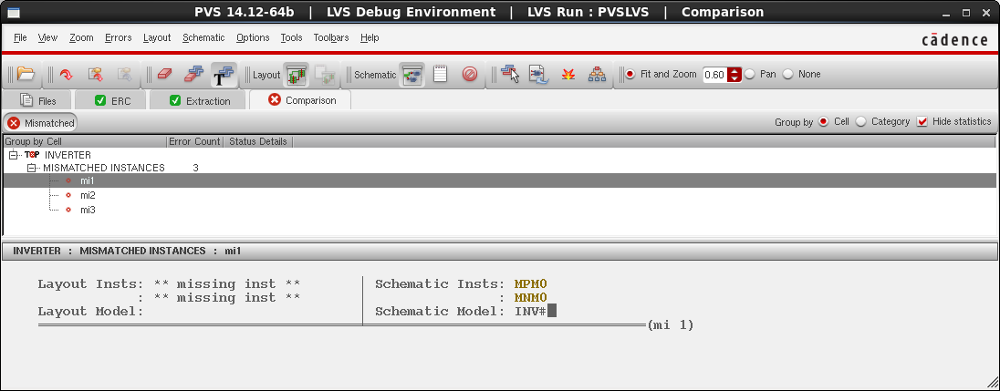 PVS 14.12-64b | LVS Debug Environment | LVS Run : PVSLVS | Comparison
File View Zoom Errors Layout Schematic Options Tools Toolbars Help
cādence
T Layout Schematic Fit and Zoom 0.60 Pan None
Files ERC Extraction Comparison
Mismatched Group by Cell Category Hide statistics
Group by Cell Error Count Status Details
TOP INVERTER
MISMATCHED INSTANCES 3
mi1
mi2
mi3
INVERTER : MISMATCHED INSTANCES : mi1
Layout Insts: ** missing inst ** Schematic Insts: MPM0
: ** missing inst ** : MNM0
Layout Model: Schematic Model: INV#
(mi 1)